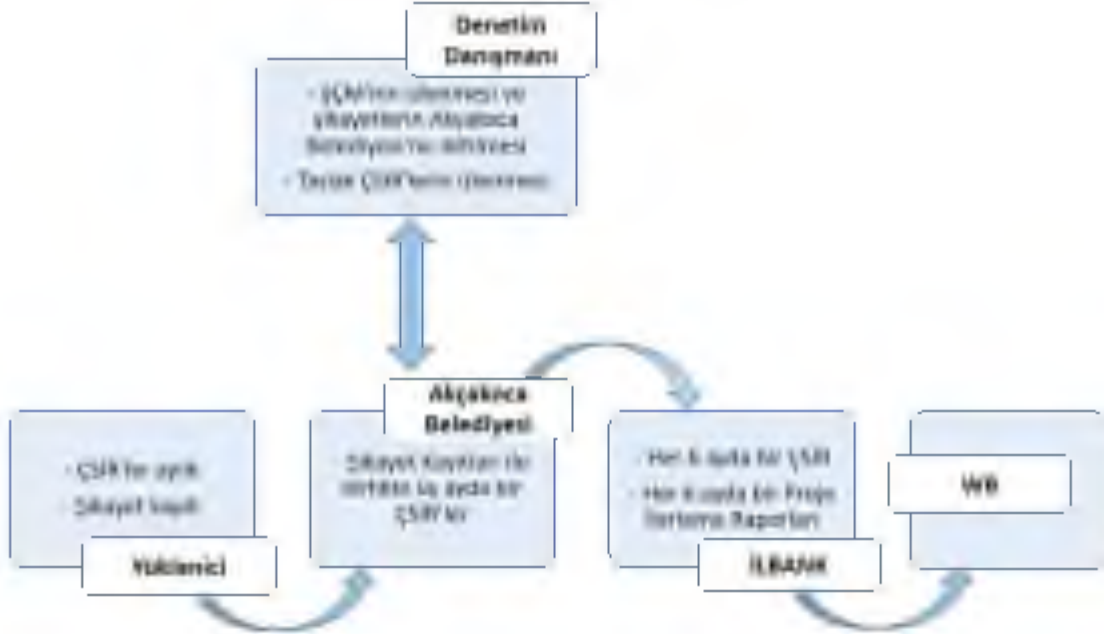 Denetim
Danışmanı
- ŞÇM'nin izlenmesi ve
şikayetlerin Akçakoca
Belediyesi'ne iletilmesi
- Taslak ÇSİR'lerin izlenmesi
Akçakoca
Belediyesi
- ÇSİR'ler aylık
- Şikayet kaydı
Yüklenici
- Şikayet Kayıtları ile
birlikte üç ayda bir
ÇSİR'ler
- Her 6 ayda bir ÇSİR
- Her 6 ayda bir Proje
İlerleme Raporları
İLBANK
WB